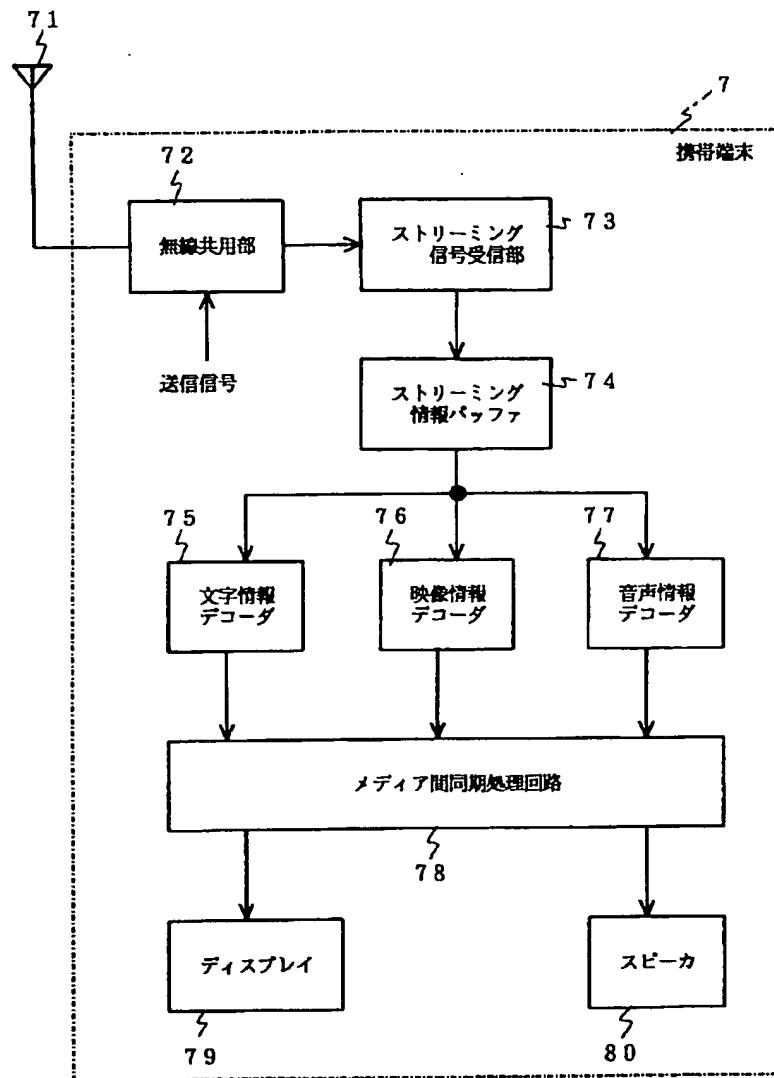 71
7
携帯端末
72
無線共用部
ストリーミング
信号受信部
73
送信信号
ストリーミング
情報バッファ
74
75
76
77
文字情報
デコーダ
映像情報
デコーダ
音声情報
デコーダ
メディア間同期処理回路
78
ディスプレイ
スピーカ
79
80